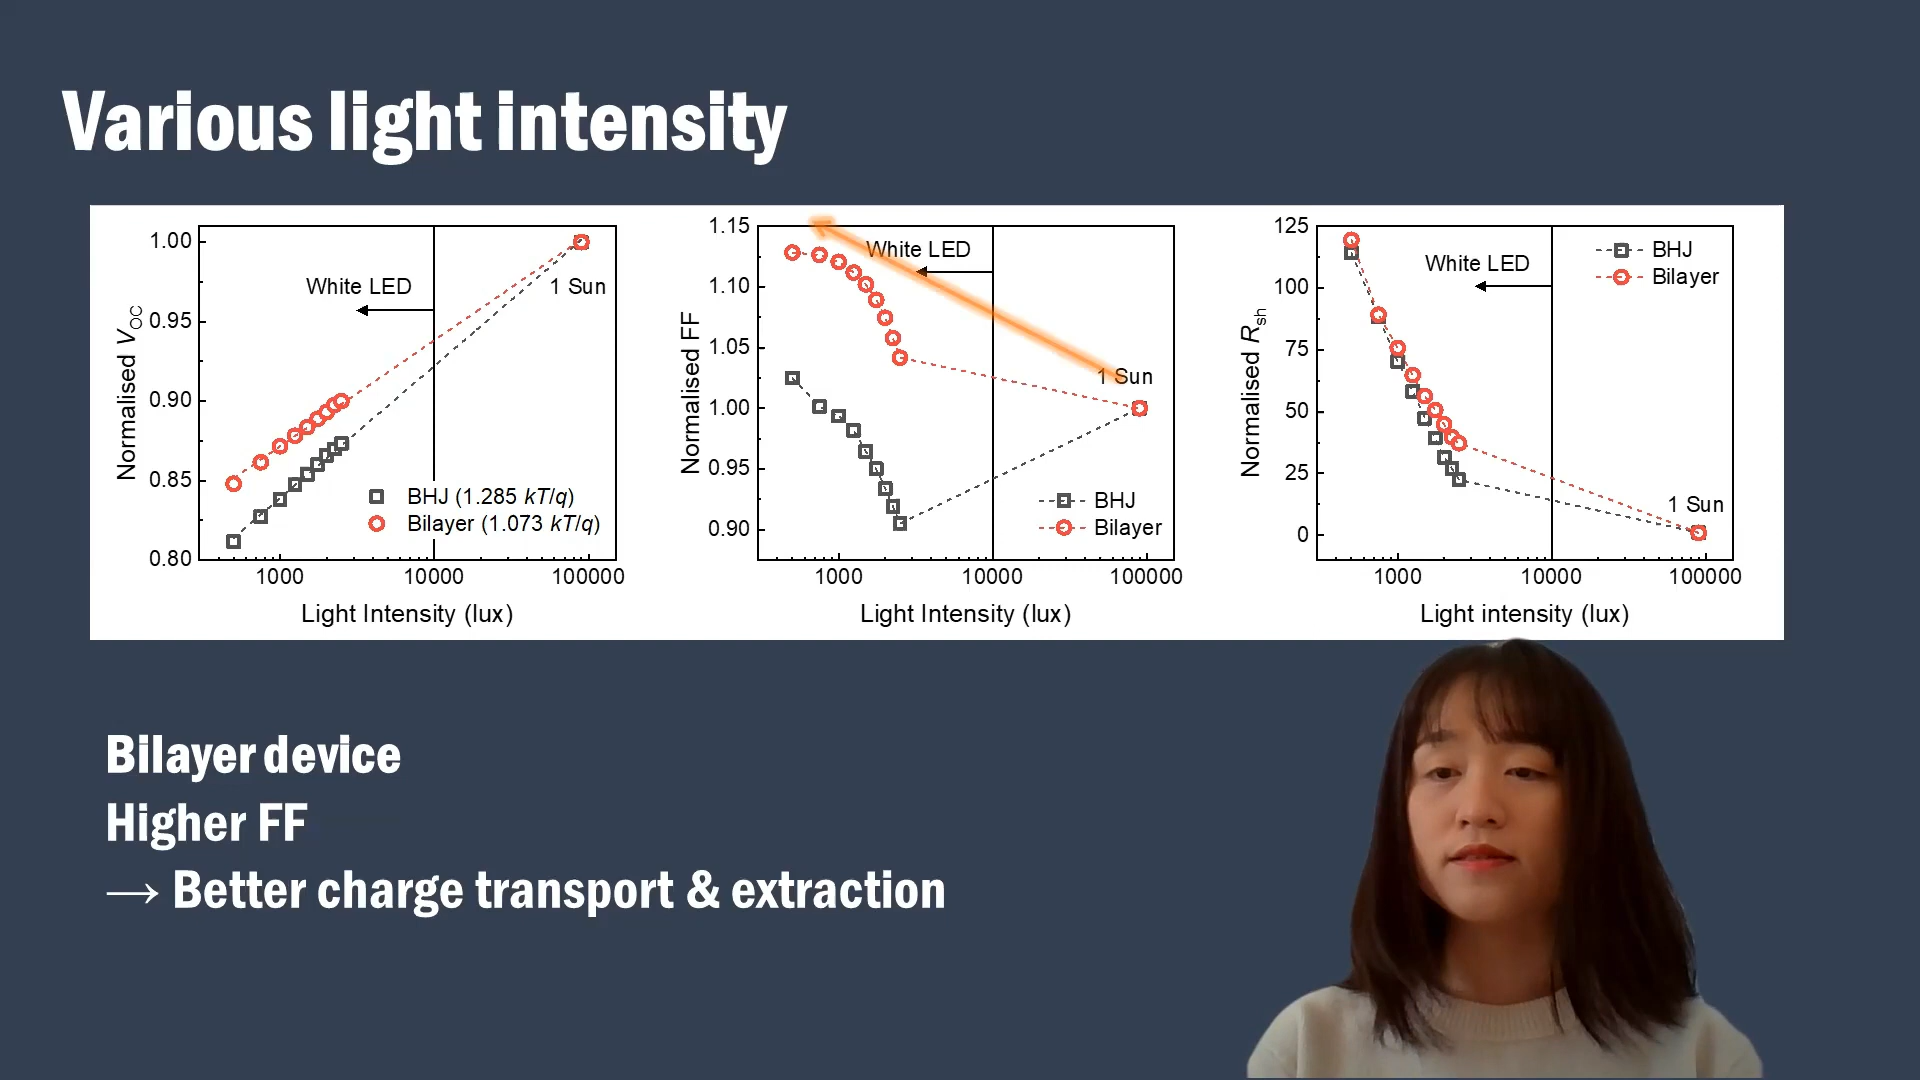 Various light intensity
1.00
0.95
0.90
0.85
0.80
Normalised VOC
White LED
1 Sun
BHJ (1.285 kT/q)
Bilayer (1.073 kT/q)
1000 10000 100000
Light Intensity (lux)
1.15
1.10
1.05
1.00
0.95
0.90
Normalised FF
White LED
1 Sun
BHJ
Bilayer
1000 10000 100000
Light Intensity (lux)
125
100
75
50
25
0
Normalised Rsh
White LED
BHJ
Bilayer
1 Sun
1000 10000 100000
Light intensity (lux)
Bilayer device
Higher FF
→ Better charge transport & extraction